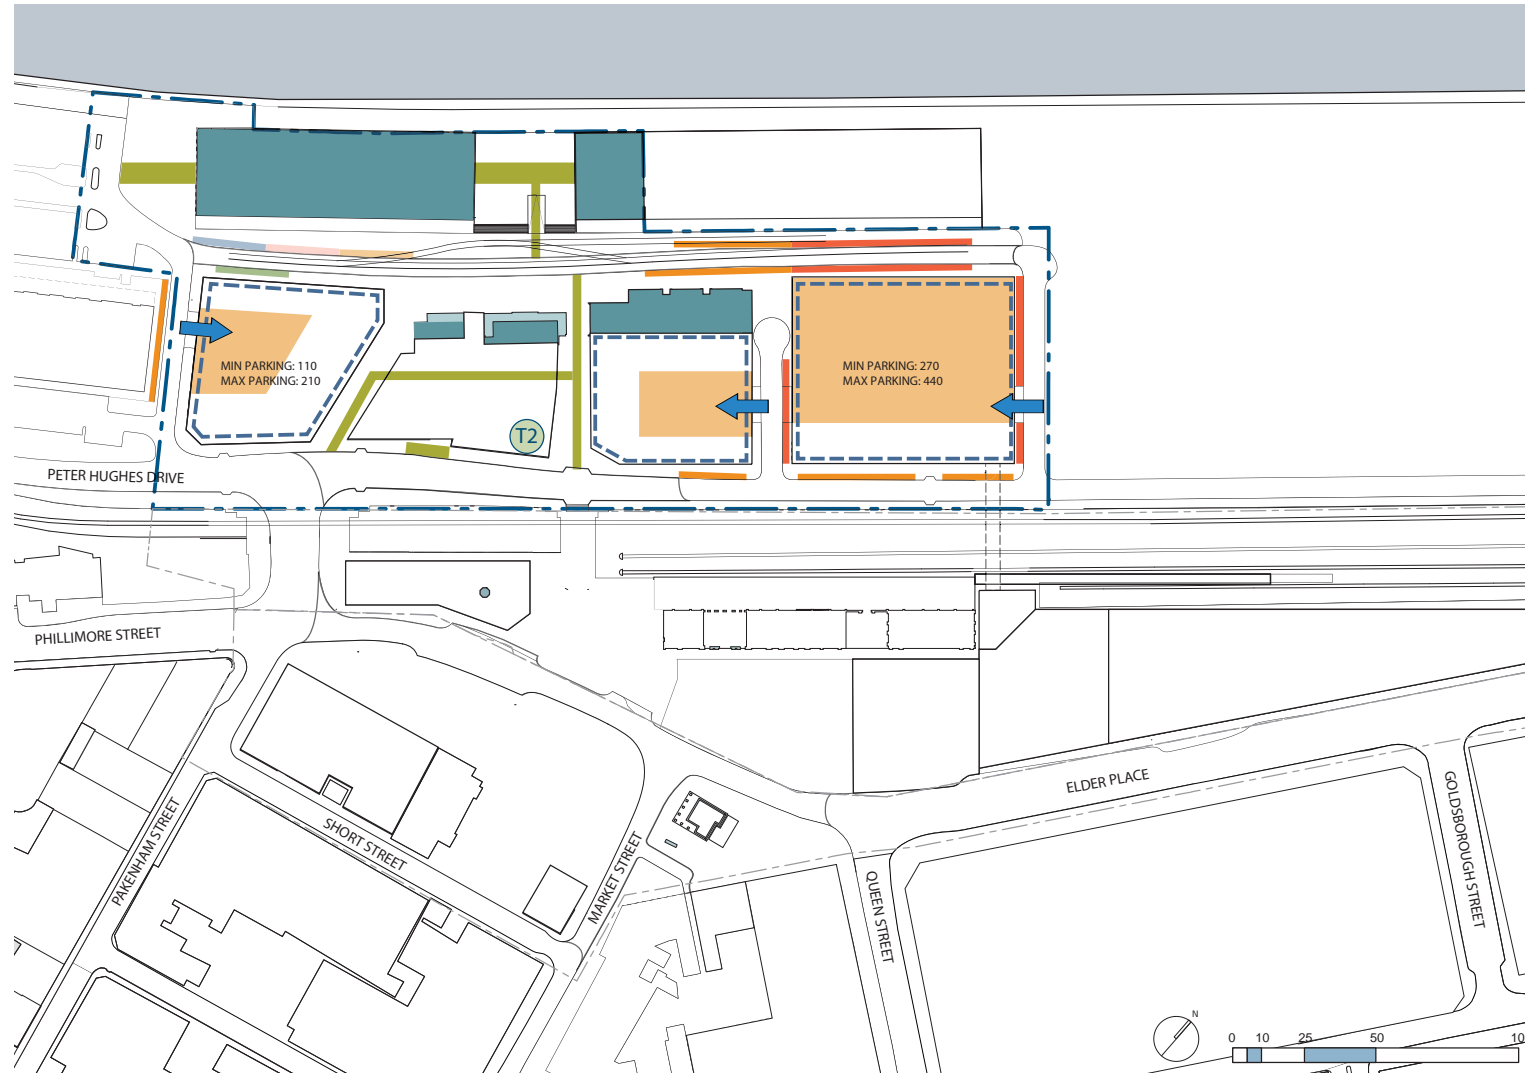 MIN PARKING: 110
MAX PARKING: 210
MIN PARKING: 270
MAX PARKING: 440
T2
PETER HUGHES DRIVE
PHILLIMORE STREET
ELDER PLACE
GOLDSBOROUGH STREET
PAKENHAM STREET
SHORT STREET
MARKET STREET
QUEEN STREET
N
0 10 25 50 10